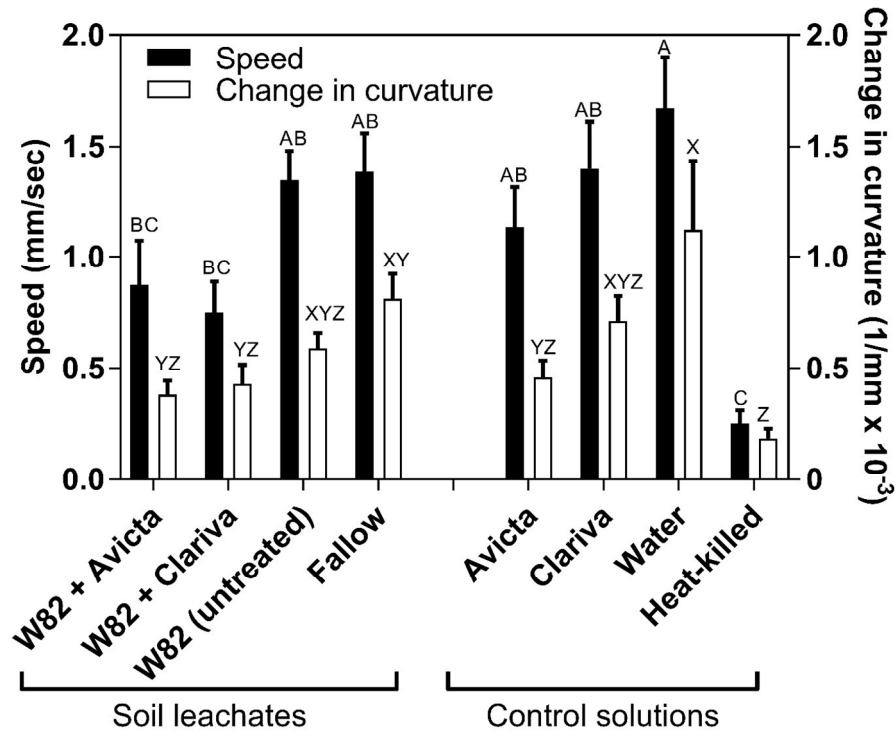 Speed
Change in curvature
Speed (mm/sec)
2.0
1.5
1.0
0.5
0.0
Change in curvature (1/mm x 10⁻³)
2.0
1.5
1.0
0.5
0
BC
YZ
BC
YZ
AB
XYZ
AB
XY
AB
YZ
AB
XYZ
A
X
C
Z
W82 + Avicta
W82 + Clariva
W82 (untreated)
Fallow
Avicta
Clariva
Water
Heat-killed
Soil leachates
Control solutions